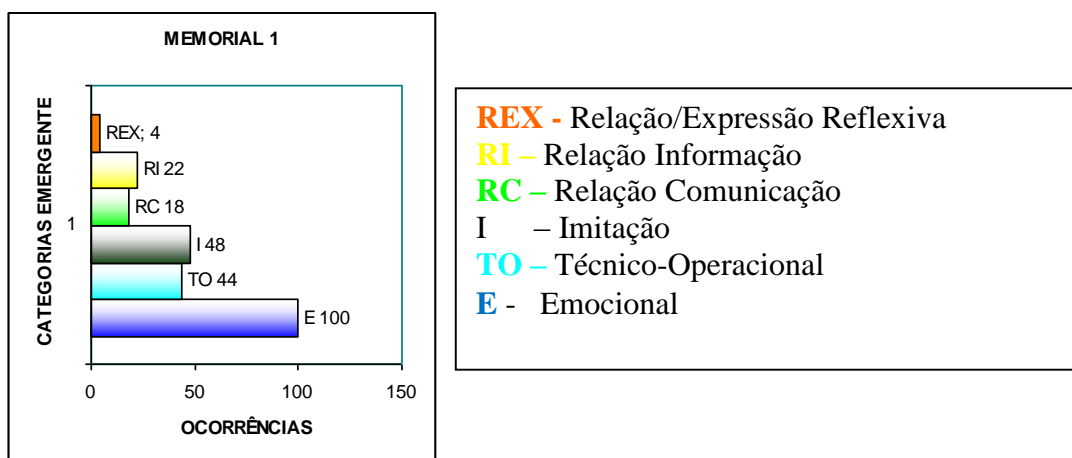 MEMORIAL 1
CATEGORIAS EMERGENTE
1
REX; 4
RI 22
RC 18
I 48
TO 44
E 100
0 50 100 150
OCORRÊNCIAS
REX - Relação/Expressão Reflexiva
RI – Relação Informação
RC – Relação Comunicação
I – Imitação
TO – Técnico-Operacional
E - Emocional